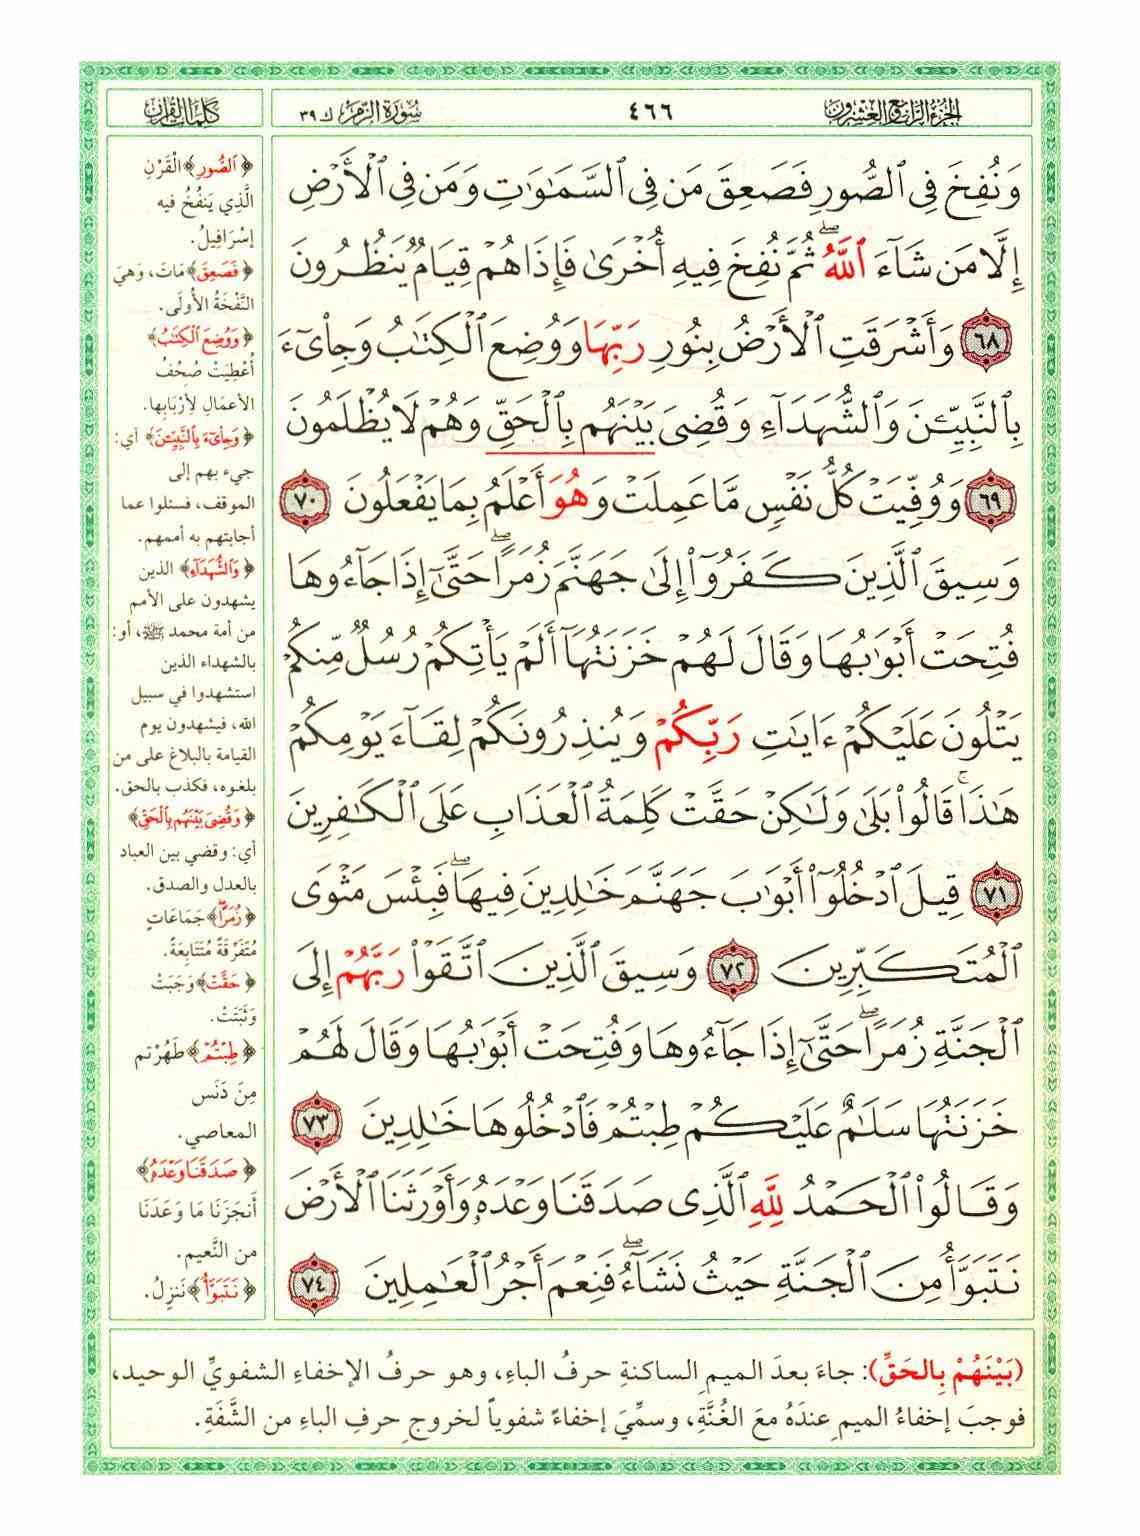 الجزء الرابع والعشرون
٤٦٦
سورة الزمر ك ٣٩
كلمات القرآن
وَنُفِخَ فِي ٱلصُّورِ فَصَعِقَ مَن فِي ٱلسَّمَٰوَٰتِ وَمَن فِي ٱلْأَرْضِ
إِلَّا مَن شَآءَ ٱللَّهُ ۖ ثُمَّ نُفِخَ فِيهِ أُخْرَىٰ فَإِذَا هُمْ قِيَامٌ يَنظُرُونَ
٦٨ وَأَشْرَقَتِ ٱلْأَرْضُ بِنُورِ رَبِّهَا وَوُضِعَ ٱلْكِتَٰبُ وَجِا۟ىٓءَ
بِٱلنَّبِيِّـۧنَ وَٱلشُّهَدَآءِ وَقُضِىَ بَيْنَهُم بِٱلْحَقِّ وَهُمْ لَا يُظْلَمُونَ
٦٩ وَوُفِّيَتْ كُلُّ نَفْسٍ مَّا عَمِلَتْ وَهُوَ أَعْلَمُ بِمَا يَفْعَلُونَ ٧٠
وَسِيقَ ٱلَّذِينَ كَفَرُوٓا۟ إِلَىٰ جَهَنَّمَ زُمَرًا ۖ حَتَّىٰٓ إِذَا جَآءُوهَا
فُتِحَتْ أَبْوَٰبُهَا وَقَالَ لَهُمْ خَزَنَتُهَآ أَلَمْ يَأْتِكُمْ رُسُلٌ مِّنكُمْ
يَتْلُونَ عَلَيْكُمْ ءَايَٰتِ رَبِّكُمْ وَيُنذِرُونَكُمْ لِقَآءَ يَوْمِكُمْ
هَٰذَا ۚ قَالُوا۟ بَلَىٰ وَلَٰكِنْ حَقَّتْ كَلِمَةُ ٱلْعَذَابِ عَلَى ٱلْكَٰفِرِينَ
٧١ قِيلَ ٱدْخُلُوٓا۟ أَبْوَٰبَ جَهَنَّمَ خَٰلِدِينَ فِيهَا ۖ فَبِئْسَ مَثْوَى
ٱلْمُتَكَبِّرِينَ ٧٢ وَسِيقَ ٱلَّذِينَ ٱتَّقَوْا۟ رَبَّهُمْ إِلَى
ٱلْجَنَّةِ زُمَرًا ۖ حَتَّىٰٓ إِذَا جَآءُوهَا وَفُتِحَتْ أَبْوَٰبُهَا وَقَالَ لَهُمْ
خَزَنَتُهَا سَلَٰمٌ عَلَيْكُمْ طِبْتُمْ فَٱدْخُلُوهَا خَٰلِدِينَ ٧٣
وَقَالُوا۟ ٱلْحَمْدُ لِلَّهِ ٱلَّذِى صَدَقَنَا وَعْدَهُۥ وَأَوْرَثَنَا ٱلْأَرْضَ
نَتَبَوَّأُ مِنَ ٱلْجَنَّةِ حَيْثُ نَشَآءُ ۖ فَنِعْمَ أَجْرُ ٱلْعَٰمِلِينَ ٧٤
﴿ٱلصُّورِ﴾ الْقَرْنِ
الَّذِي يَنْفُخُ فيه
إسْرَافِيلُ.
﴿فَصَعِقَ﴾ مَاتَ، وَهِيَ
النَّفْخَةُ الأُولَى.
﴿وَوُضِعَ ٱلْكِتَٰبُ﴾
أُعْطِيَتْ صُحُفُ
الأعمَالِ لأرْبَابِها.
﴿وَجِا۟ىٓءَ بِٱلنَّبِيِّـۧنَ﴾ أي:
جيء بهم إلى
الموقف، فسئلوا عما
أجابتهم به أممهم.
﴿وَٱلشُّهَدَآءِ﴾ الذين
يشهدون على الأمم
من أمة محمد ﷺ، أو:
بالشهداء الذين
استشهدوا في سبيل
الله، فيشهدون يوم
القيامة بالبلاغ على من
بلغوه، فكذب بالحق.
﴿وَقُضِىَ بَيْنَهُم بِٱلْحَقِّ﴾
أي: وقضي بين العباد
بالعدل والصدق.
﴿زُمَرًا﴾ جَمَاعَاتٍ
مُتَفَرِّقَةً مُتَتَابِعَةً.
﴿حَقَّتْ﴾ وَجَبَتْ
وَثَبَتَتْ.
﴿طِبْتُمْ﴾ طَهُرْتم
مِنَ دَنَس
المعاصي.
﴿صَدَقَنَا وَعْدَهُ﴾
أَنجَزَنَا مَا وَعَدَنَا
من النَّعيم.
﴿نَتَبَوَّأُ﴾ نَنزِلُ.
(بَيْنَهُمْ بِالحَقِّ): جاءَ بعدَ الميمِ الساكنةِ حرفُ الباءِ، وهو حرفُ الإخفاءِ الشفويِّ الوحيد،
فوجبَ إخفاءُ الميمِ عندَهُ معَ الغُنَّةِ، وسمِّيَ إخفاءً شفوياً لخروجِ حرفِ الباءِ من الشَّفَةِ.